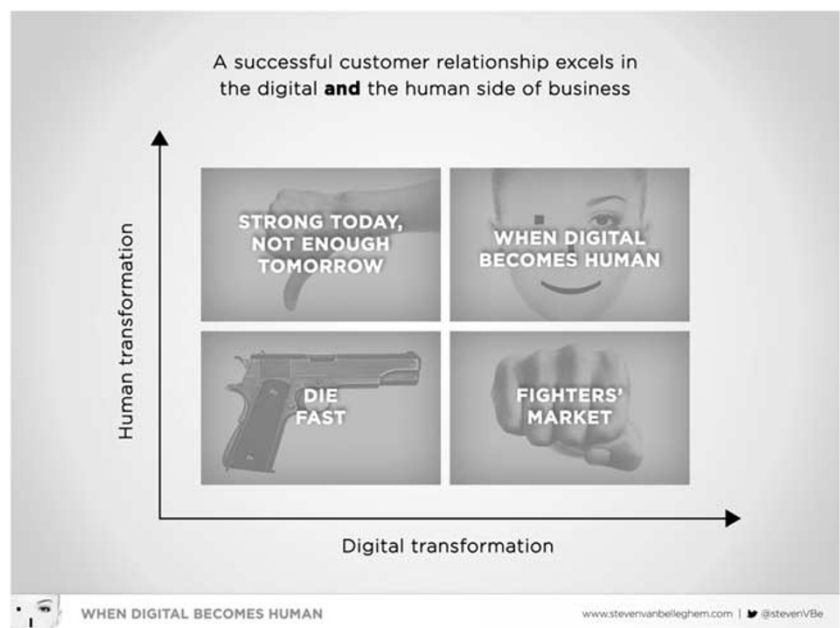 A successful customer relationship excels in
the digital and the human side of business
Human transformation
STRONG TODAY,
NOT ENOUGH
TOMORROW
WHEN DIGITAL
BECOMES HUMAN
DIE
FAST
FIGHTERS'
MARKET
Digital transformation
WHEN DIGITAL BECOMES HUMAN
www.stevenvanbelleghem.com | @stevenVBe